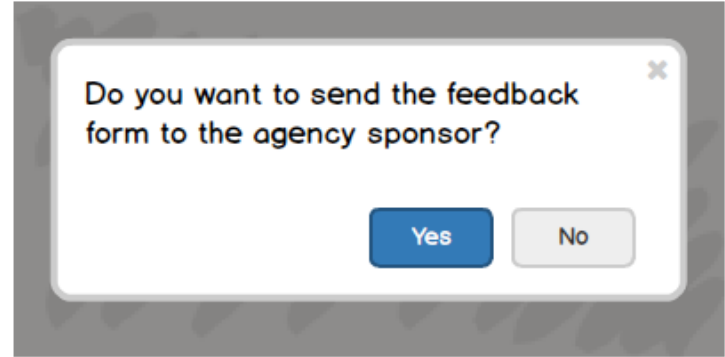 Do you want to send the feedback
form to the agency sponsor?
Yes No